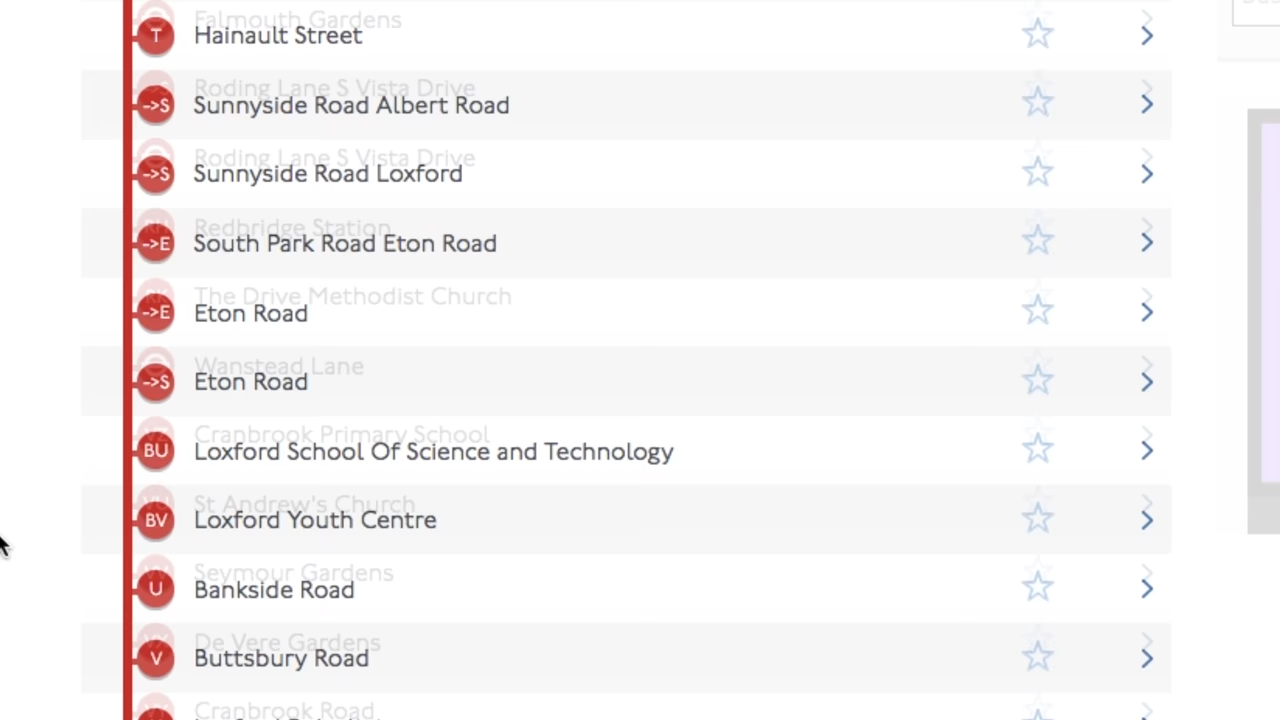 Falmouth Gardens
T Hainault Street
Roding Lane S Vista Drive
->S Sunnyside Road Albert Road
Roding Lane S Vista Drive
->S Sunnyside Road Loxford
Redbridge Station
->E South Park Road Eton Road
The Drive Methodist Church
->E Eton Road
Wanstead Lane
->S Eton Road
Cranbrook Primary School
BU Loxford School Of Science and Technology
St Andrew's Church
BV Loxford Youth Centre
Seymour Gardens
U Bankside Road
De Vere Gardens
V Buttsbury Road
Cranbrook Road